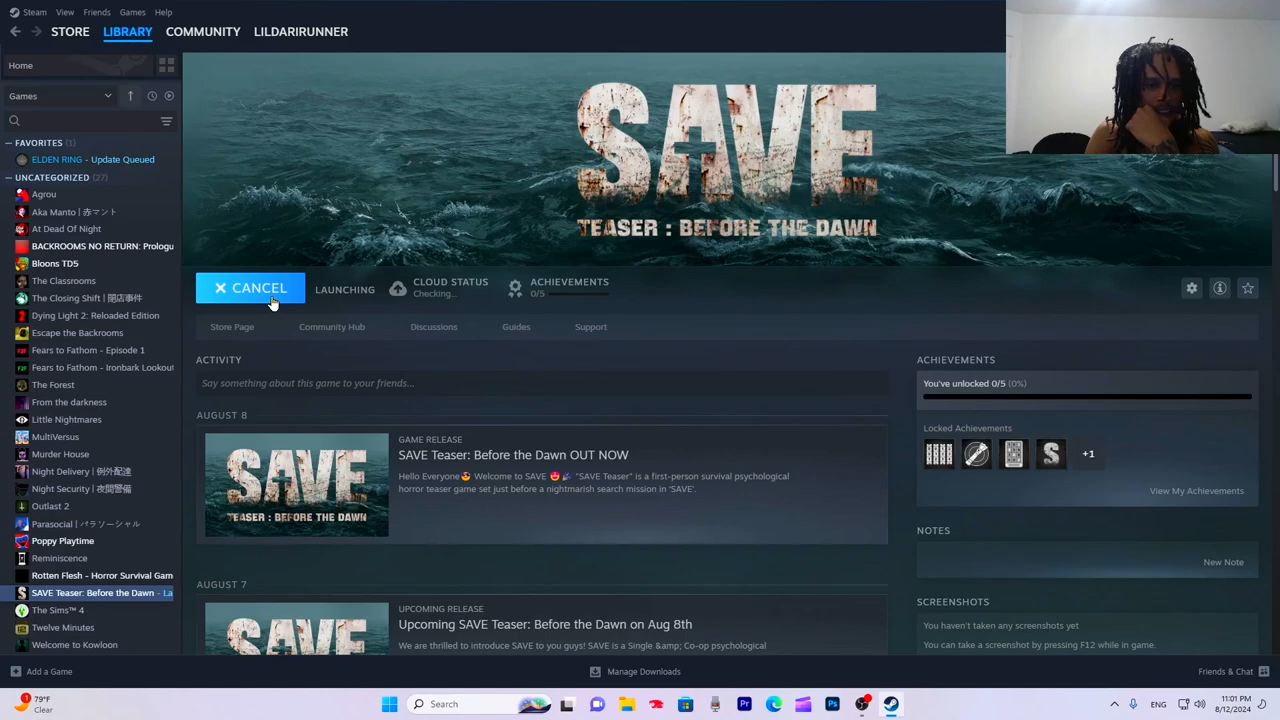 Steam View Friends Games Help
STORE LIBRARY COMMUNITY LILDARIRUNNER
Home
Games
FAVORITES (1)
ELDEN RING - Update Queued
UNCATEGORIZED (27)
Agrou
Aka Manto | 赤マント
At Dead Of Night
BACKROOMS NO RETURN: Prologu
Bloons TD5
The Classrooms
The Closing Shift | 閉店事件
Dying Light 2: Reloaded Edition
Escape the Backrooms
Fears to Fathom - Episode 1
Fears to Fathom - Ironbark Lookout
The Forest
From the darkness
Little Nightmares
MultiVersus
Murder House
Night Delivery | 例外配達
Night Security | 夜間警備
Outlast 2
Parasocial | パラソーシャル
Poppy Playtime
Reminiscence
Rotten Flesh - Horror Survival Gam
SAVE Teaser: Before the Dawn - La
The Sims™ 4
Twelve Minutes
Welcome to Kowloon
SAVE
TEASER : BEFORE THE DAWN
CANCEL
LAUNCHING
CLOUD STATUS
Checking...
ACHIEVEMENTS
0/5
Store Page Community Hub Discussions Guides Support
ACTIVITY
Say something about this game to your friends...
AUGUST 8
SAVE
TEASER : BEFORE THE DAWN
GAME RELEASE
SAVE Teaser: Before the Dawn OUT NOW
Hello Everyone😍 Welcome to SAVE 😍🎉 "SAVE Teaser" is a first-person survival psychological
horror teaser game set just before a nightmarish search mission in 'SAVE'.
AUGUST 7
SAVE
UPCOMING RELEASE
Upcoming SAVE Teaser: Before the Dawn on Aug 8th
We are thrilled to introduce SAVE to you guys! SAVE is a Single &amp; Co-op psychological
ACHIEVEMENTS
You've unlocked 0/5 (0%)
Locked Achievements
S
+1
View My Achievements
NOTES
New Note
SCREENSHOTS
You haven't taken any screenshots yet
You can take a screenshot by pressing F12 while in game.
Add a Game
Manage Downloads
Friends & Chat
1
79°F
Clear
Search
Pr
Ps
ENG
11:01 PM
8/12/2024